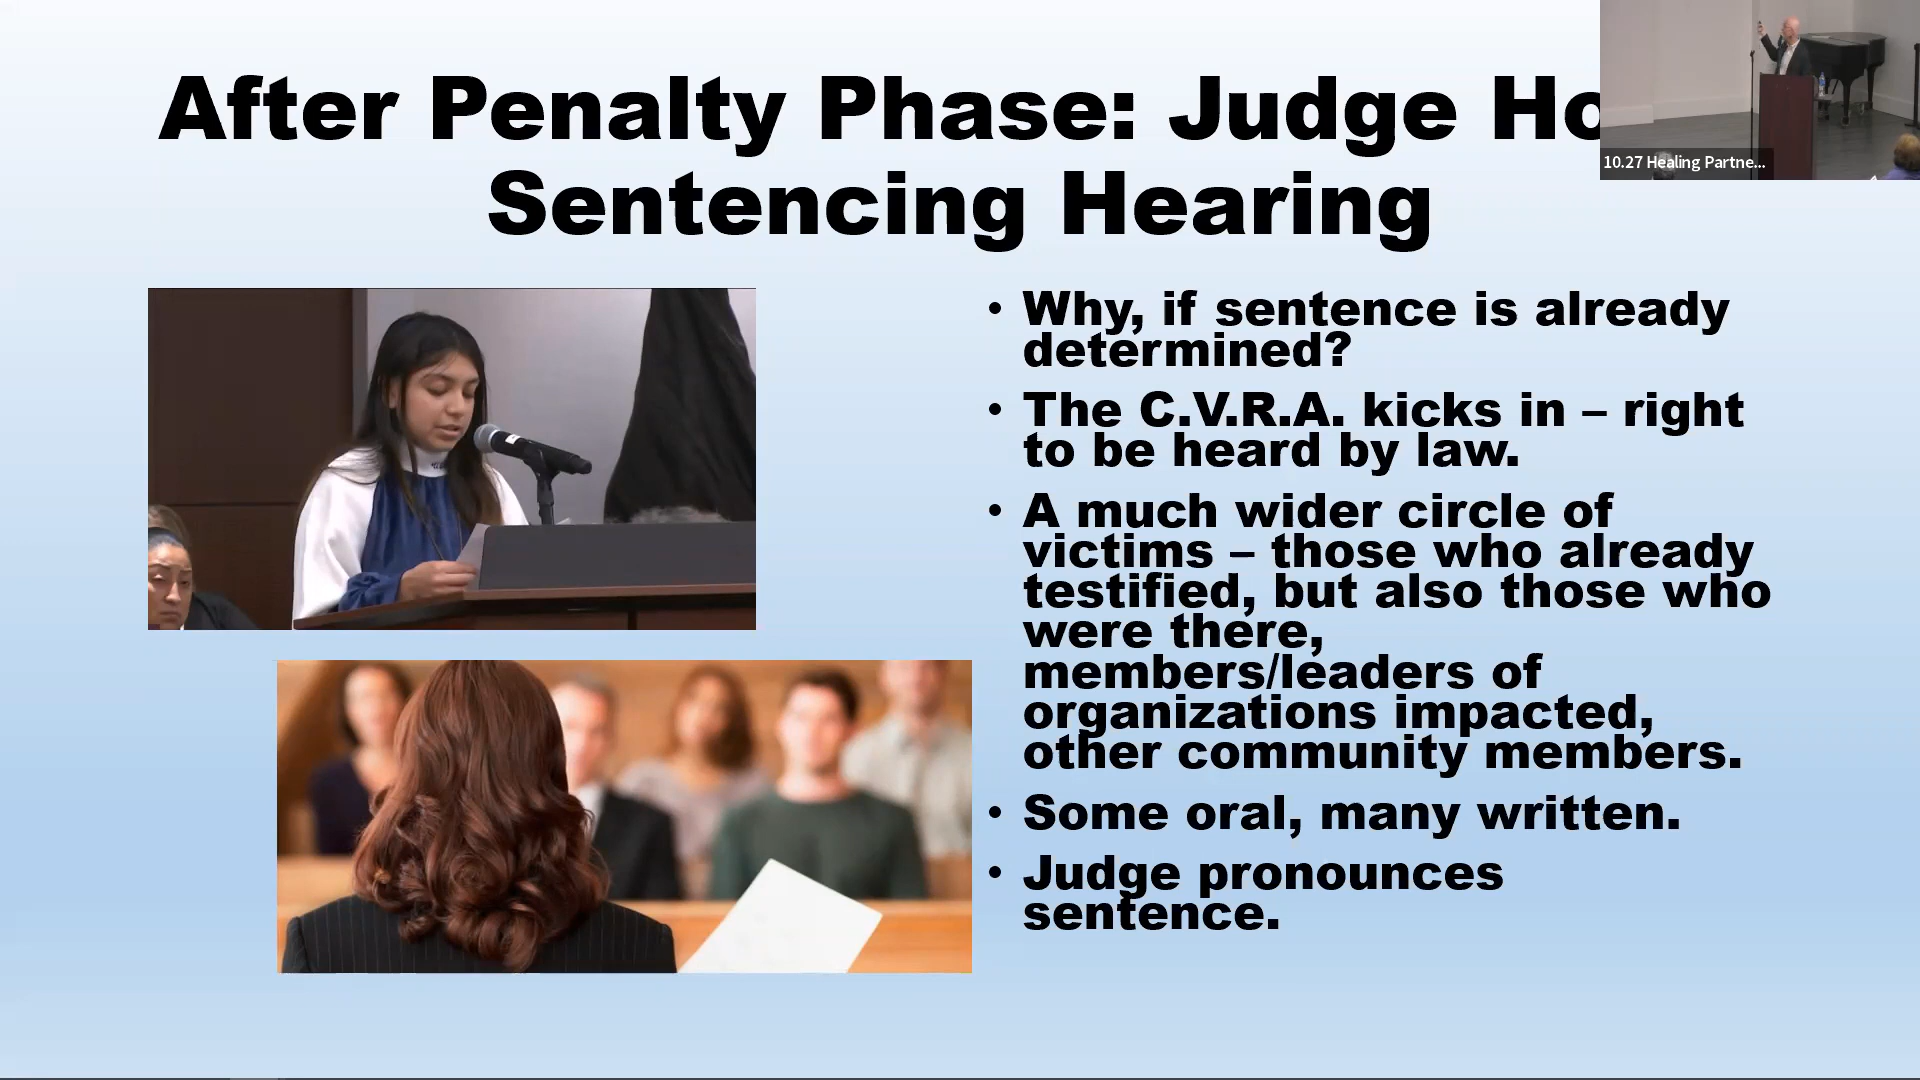 After Penalty Phase: Judge Ho
Sentencing Hearing
10.27 Healing Partne...
• Why, if sentence is already
determined?
• The C.V.R.A. kicks in – right
to be heard by law.
• A much wider circle of
victims – those who already
testified, but also those who
were there,
members/leaders of
organizations impacted,
other community members.
• Some oral, many written.
• Judge pronounces
sentence.